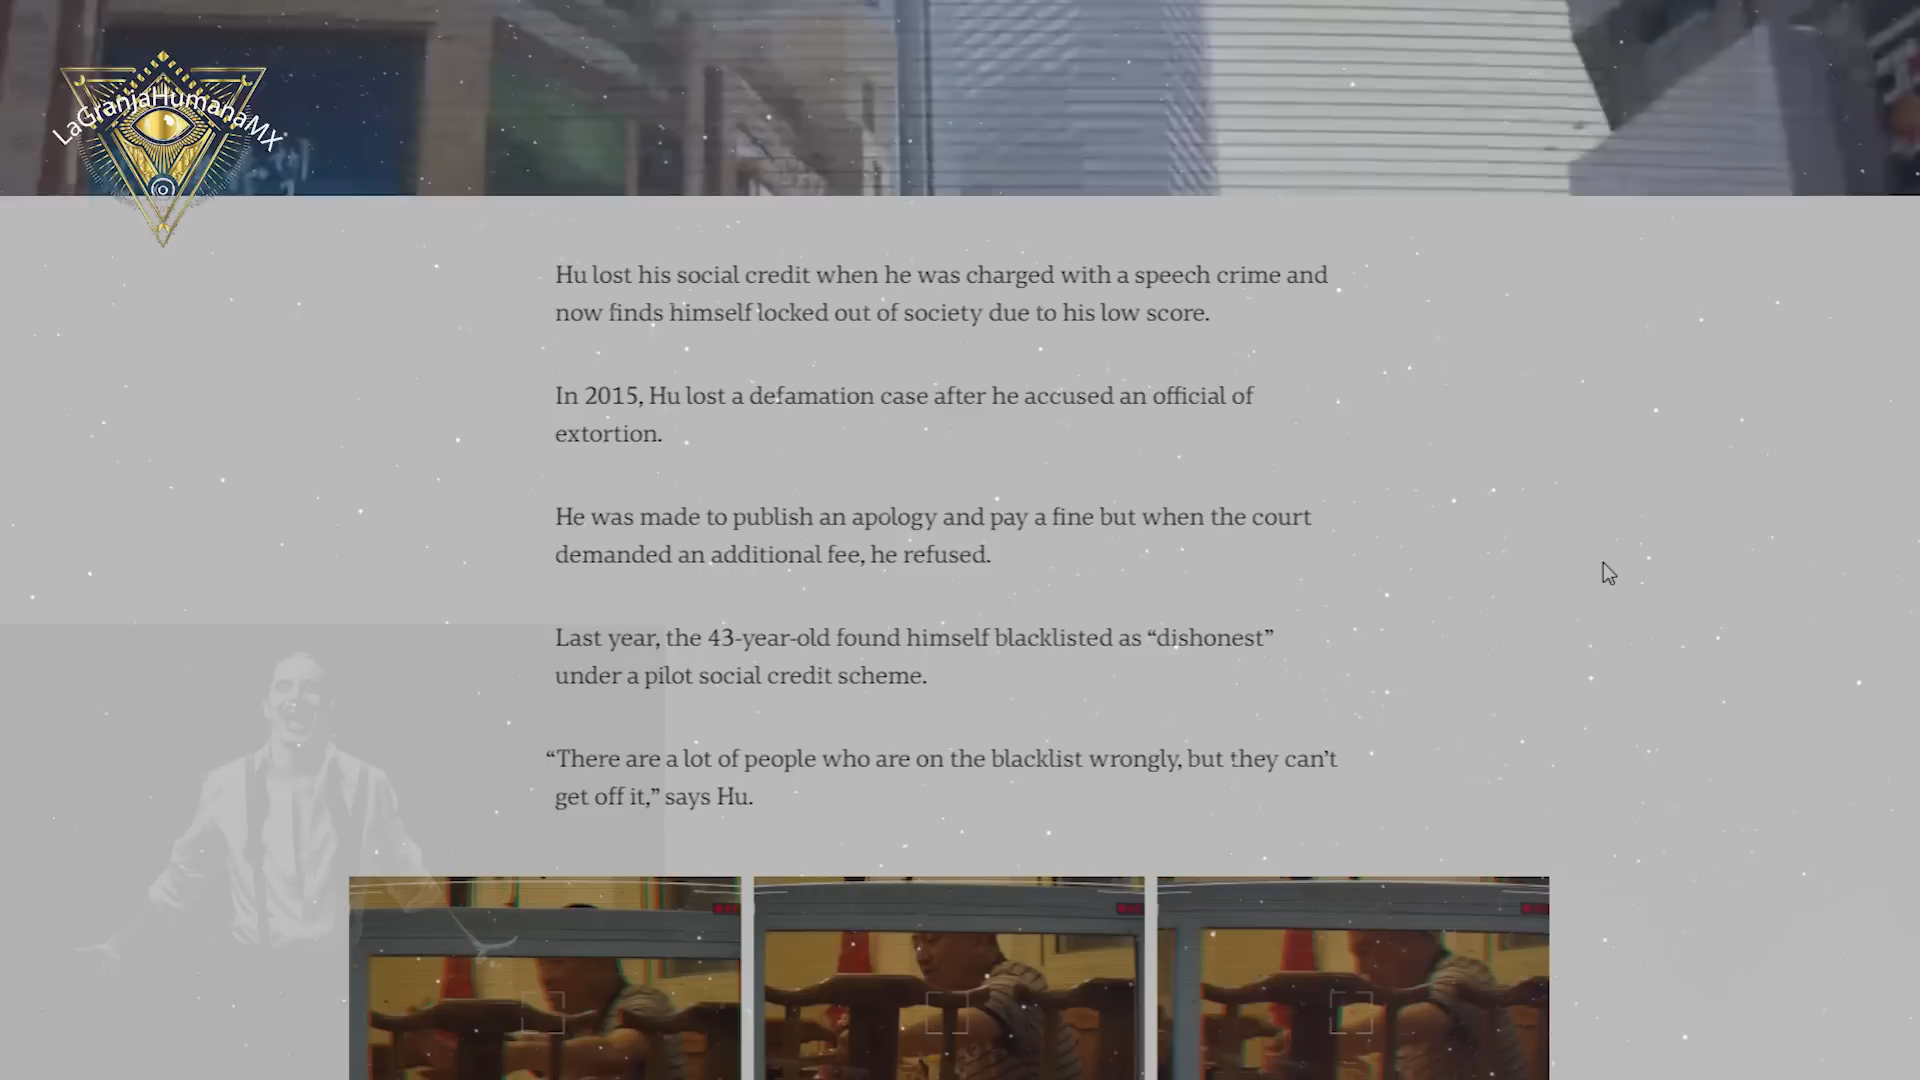 LaGranjaHumanaMX
Hu lost his social credit when he was charged with a speech crime and
now finds himself locked out of society due to his low score.
In 2015, Hu lost a defamation case after he accused an official of
extortion.
He was made to publish an apology and pay a fine but when the court
demanded an additional fee, he refused.
Last year, the 43-year-old found himself blacklisted as “dishonest”
under a pilot social credit scheme.
“There are a lot of people who are on the blacklist wrongly, but they can’t
get off it,” says Hu.